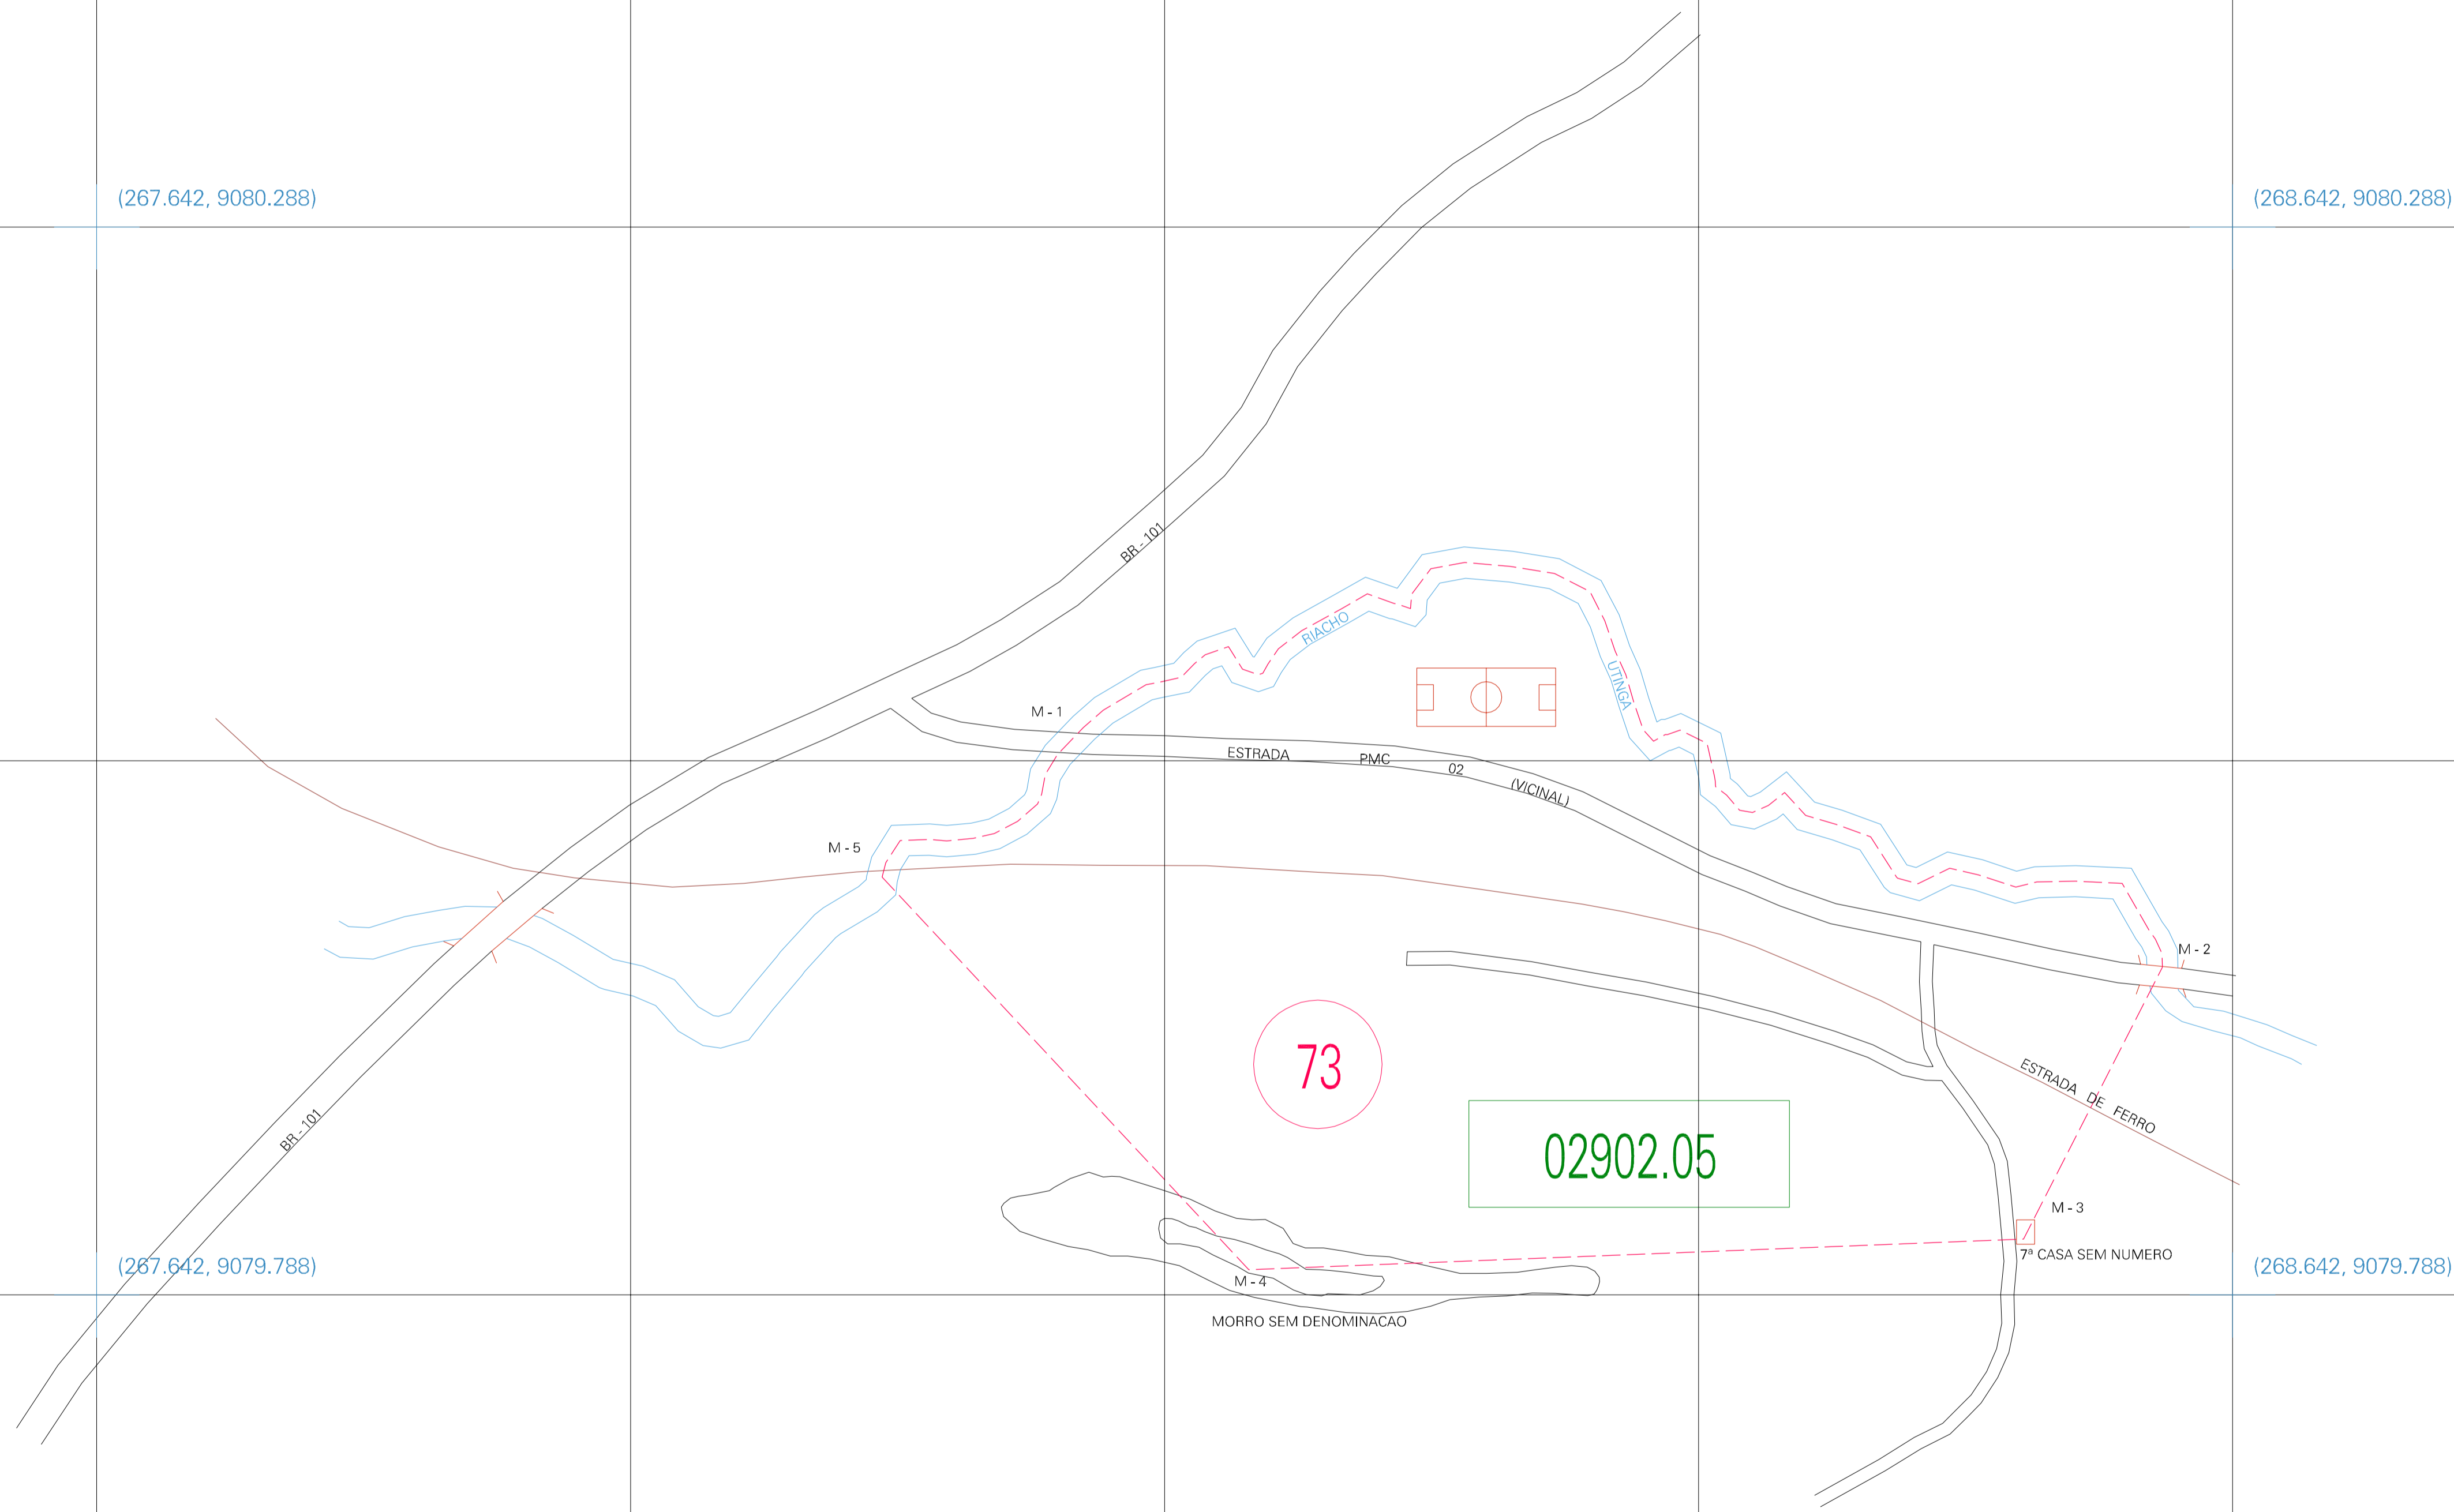 (267.642, 9080.288)
(268.642, 9080.288)
BR - 101
RIACHO
UTINGA
M - 1
ESTRADA PMC 02 (VICINAL)
M - 5
M - 2
73
ESTRADA DE FERRO
BR - 101
02902.05
M - 3
7ª CASA SEM NUMERO
(267.642, 9079.788)
(268.642, 9079.788)
M - 4
MORRO SEM DENOMINACAO